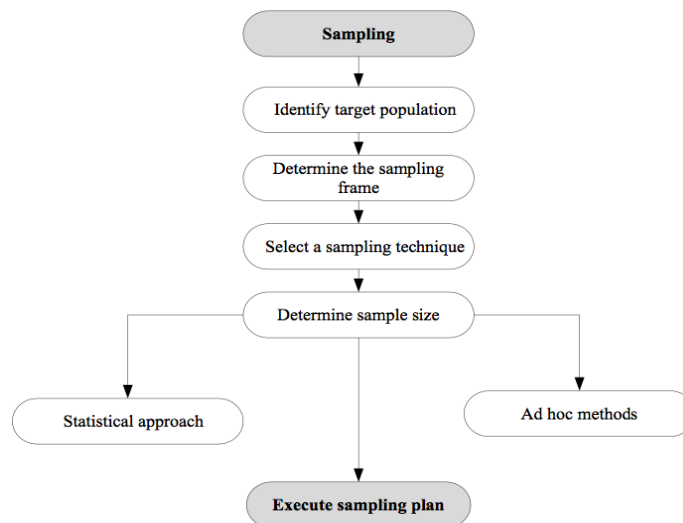 Sampling
Identify target population
Determine the sampling
frame
Select a sampling technique
Determine sample size
Statistical approach
Ad hoc methods
Execute sampling plan